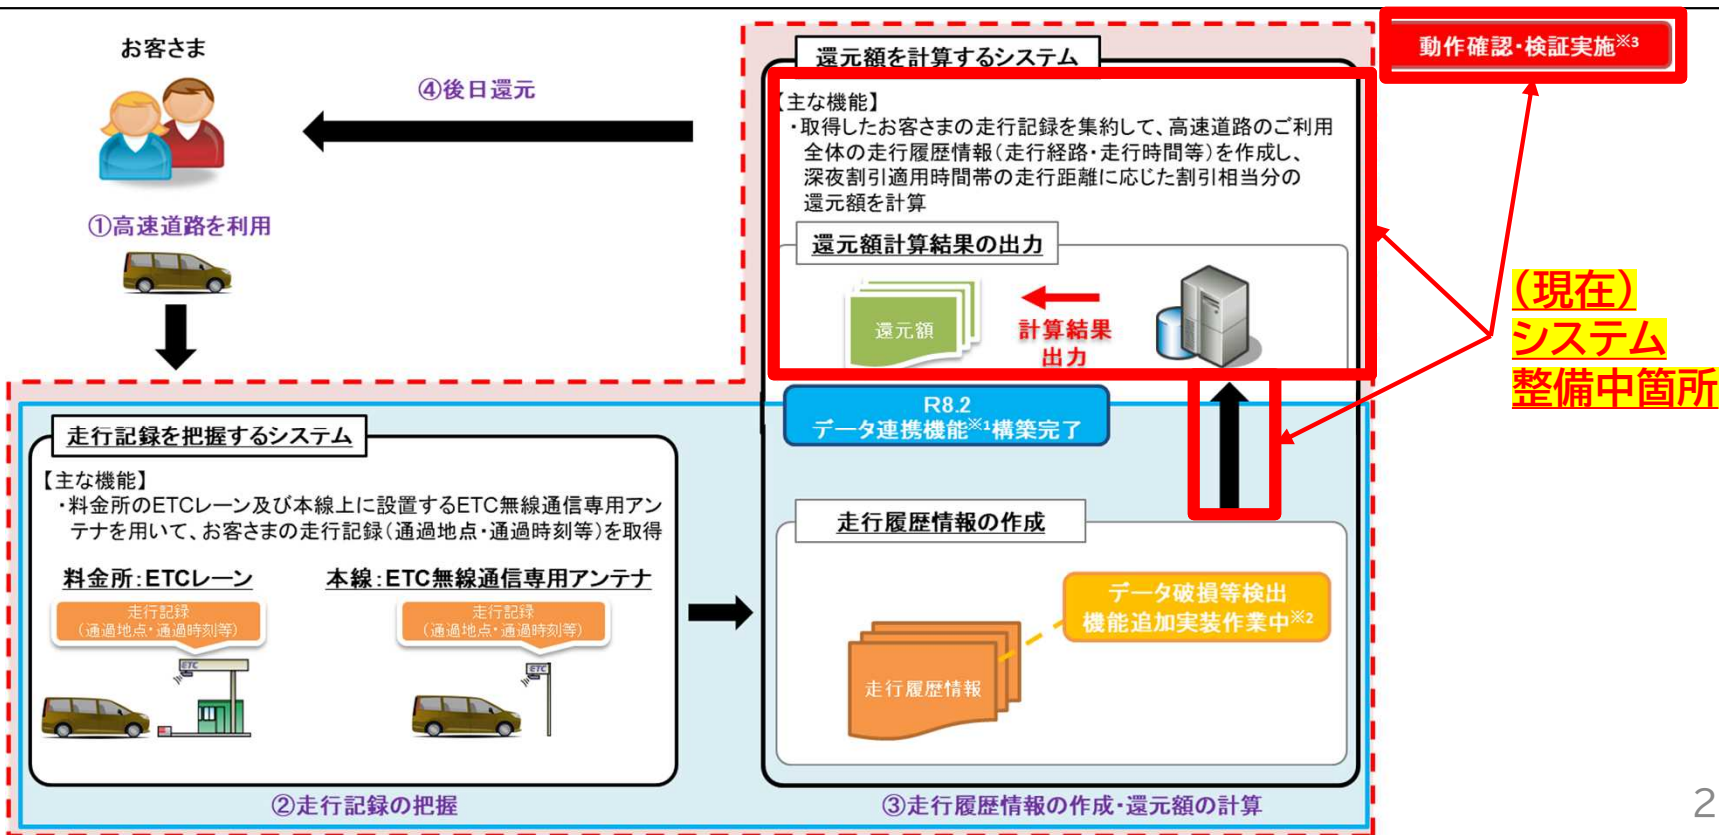 お客さま
④後日還元
①高速道路を利用
還元額を計算するシステム
【主な機能】
・取得したお客さまの走行記録を集約して、高速道路のご利用
全体の走行履歴情報(走行経路・走行時間等)を作成し、
深夜割引適用時間帯の走行距離に応じた割引相当分の
還元額を計算
還元額計算結果の出力
還元額
計算結果
出力
動作確認・検証実施※3
(現在)
システム
整備中箇所
R8.2
データ連携機能※1構築完了
走行記録を把握するシステム
【主な機能】
・料金所のETCレーン及び本線上に設置するETC無線通信専用アン
テナを用いて、お客さまの走行記録(通過地点・通過時刻等)を取得
料金所:ETCレーン
走行記録
(通過地点・通過時刻等)
ETC
本線:ETC無線通信専用アンテナ
走行記録
(通過地点・通過時刻等)
ETC
走行履歴情報の作成
データ破損等検出
機能追加実装作業中※2
走行履歴情報
②走行記録の把握
③走行履歴情報の作成・還元額の計算
2